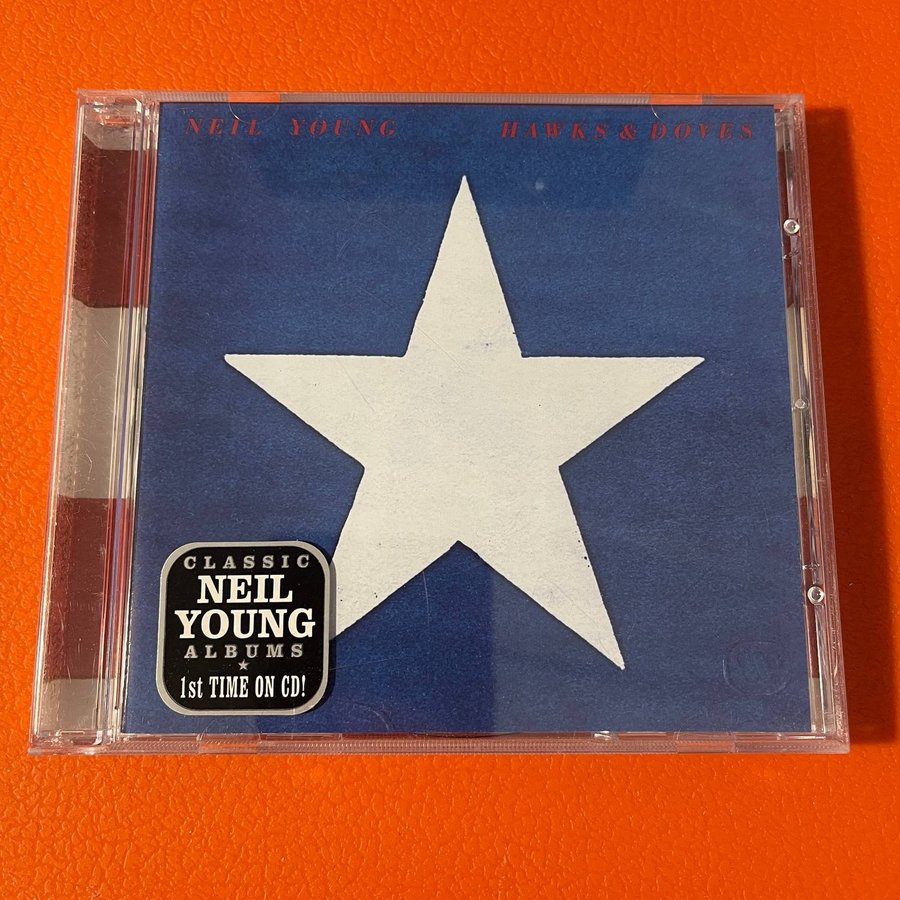 NEIL YOUNG HAWKS & DOVES
CLASSIC
NEIL
YOUNG
ALBUMS
1st TIME ON CD!